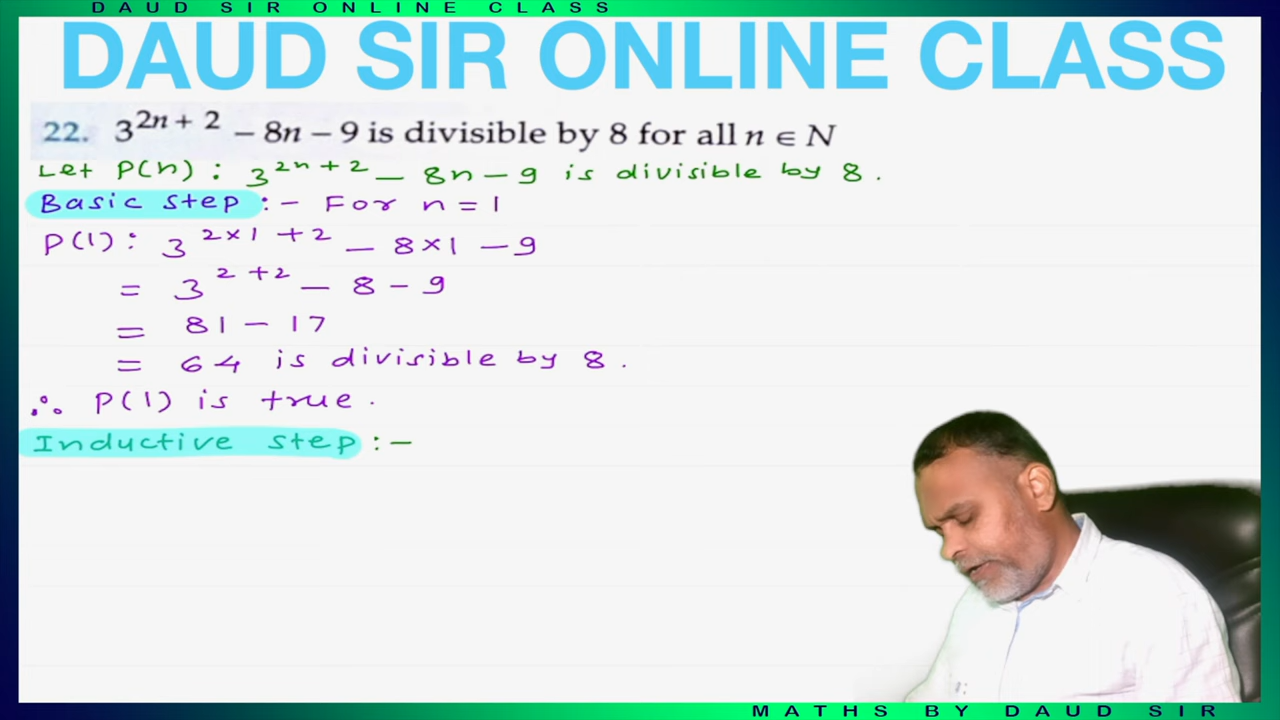 DAUD SIR ONLINE CLASS
DAUD SIR ONLINE CLASS
22. 3^{2n + 2} – 8n – 9 is divisible by 8 for all n ∈ N
Let P(n) : 3^{2n+2} – 8n – 9 is divisible by 8 .
Basic step :- For n = 1
P(1) : 3^{2×1 +2} – 8×1 – 9
= 3^{2 +2} – 8 – 9
= 81 – 17
= 64 is divisible by 8 .
∴ P(1) is true .
Inductive step :-
MATHS BY DAUD SIR